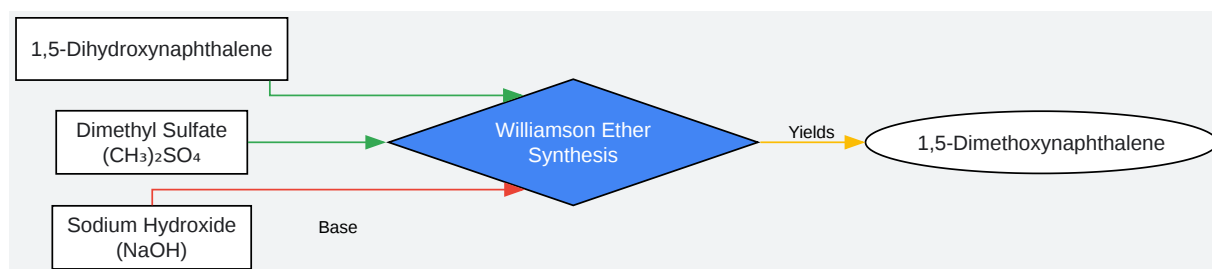 1,5-Dihydroxynaphthalene
Dimethyl Sulfate
(CH₃)₂SO₄
Sodium Hydroxide
(NaOH)
Base
Williamson Ether
Synthesis
Yields
1,5-Dimethoxynaphthalene